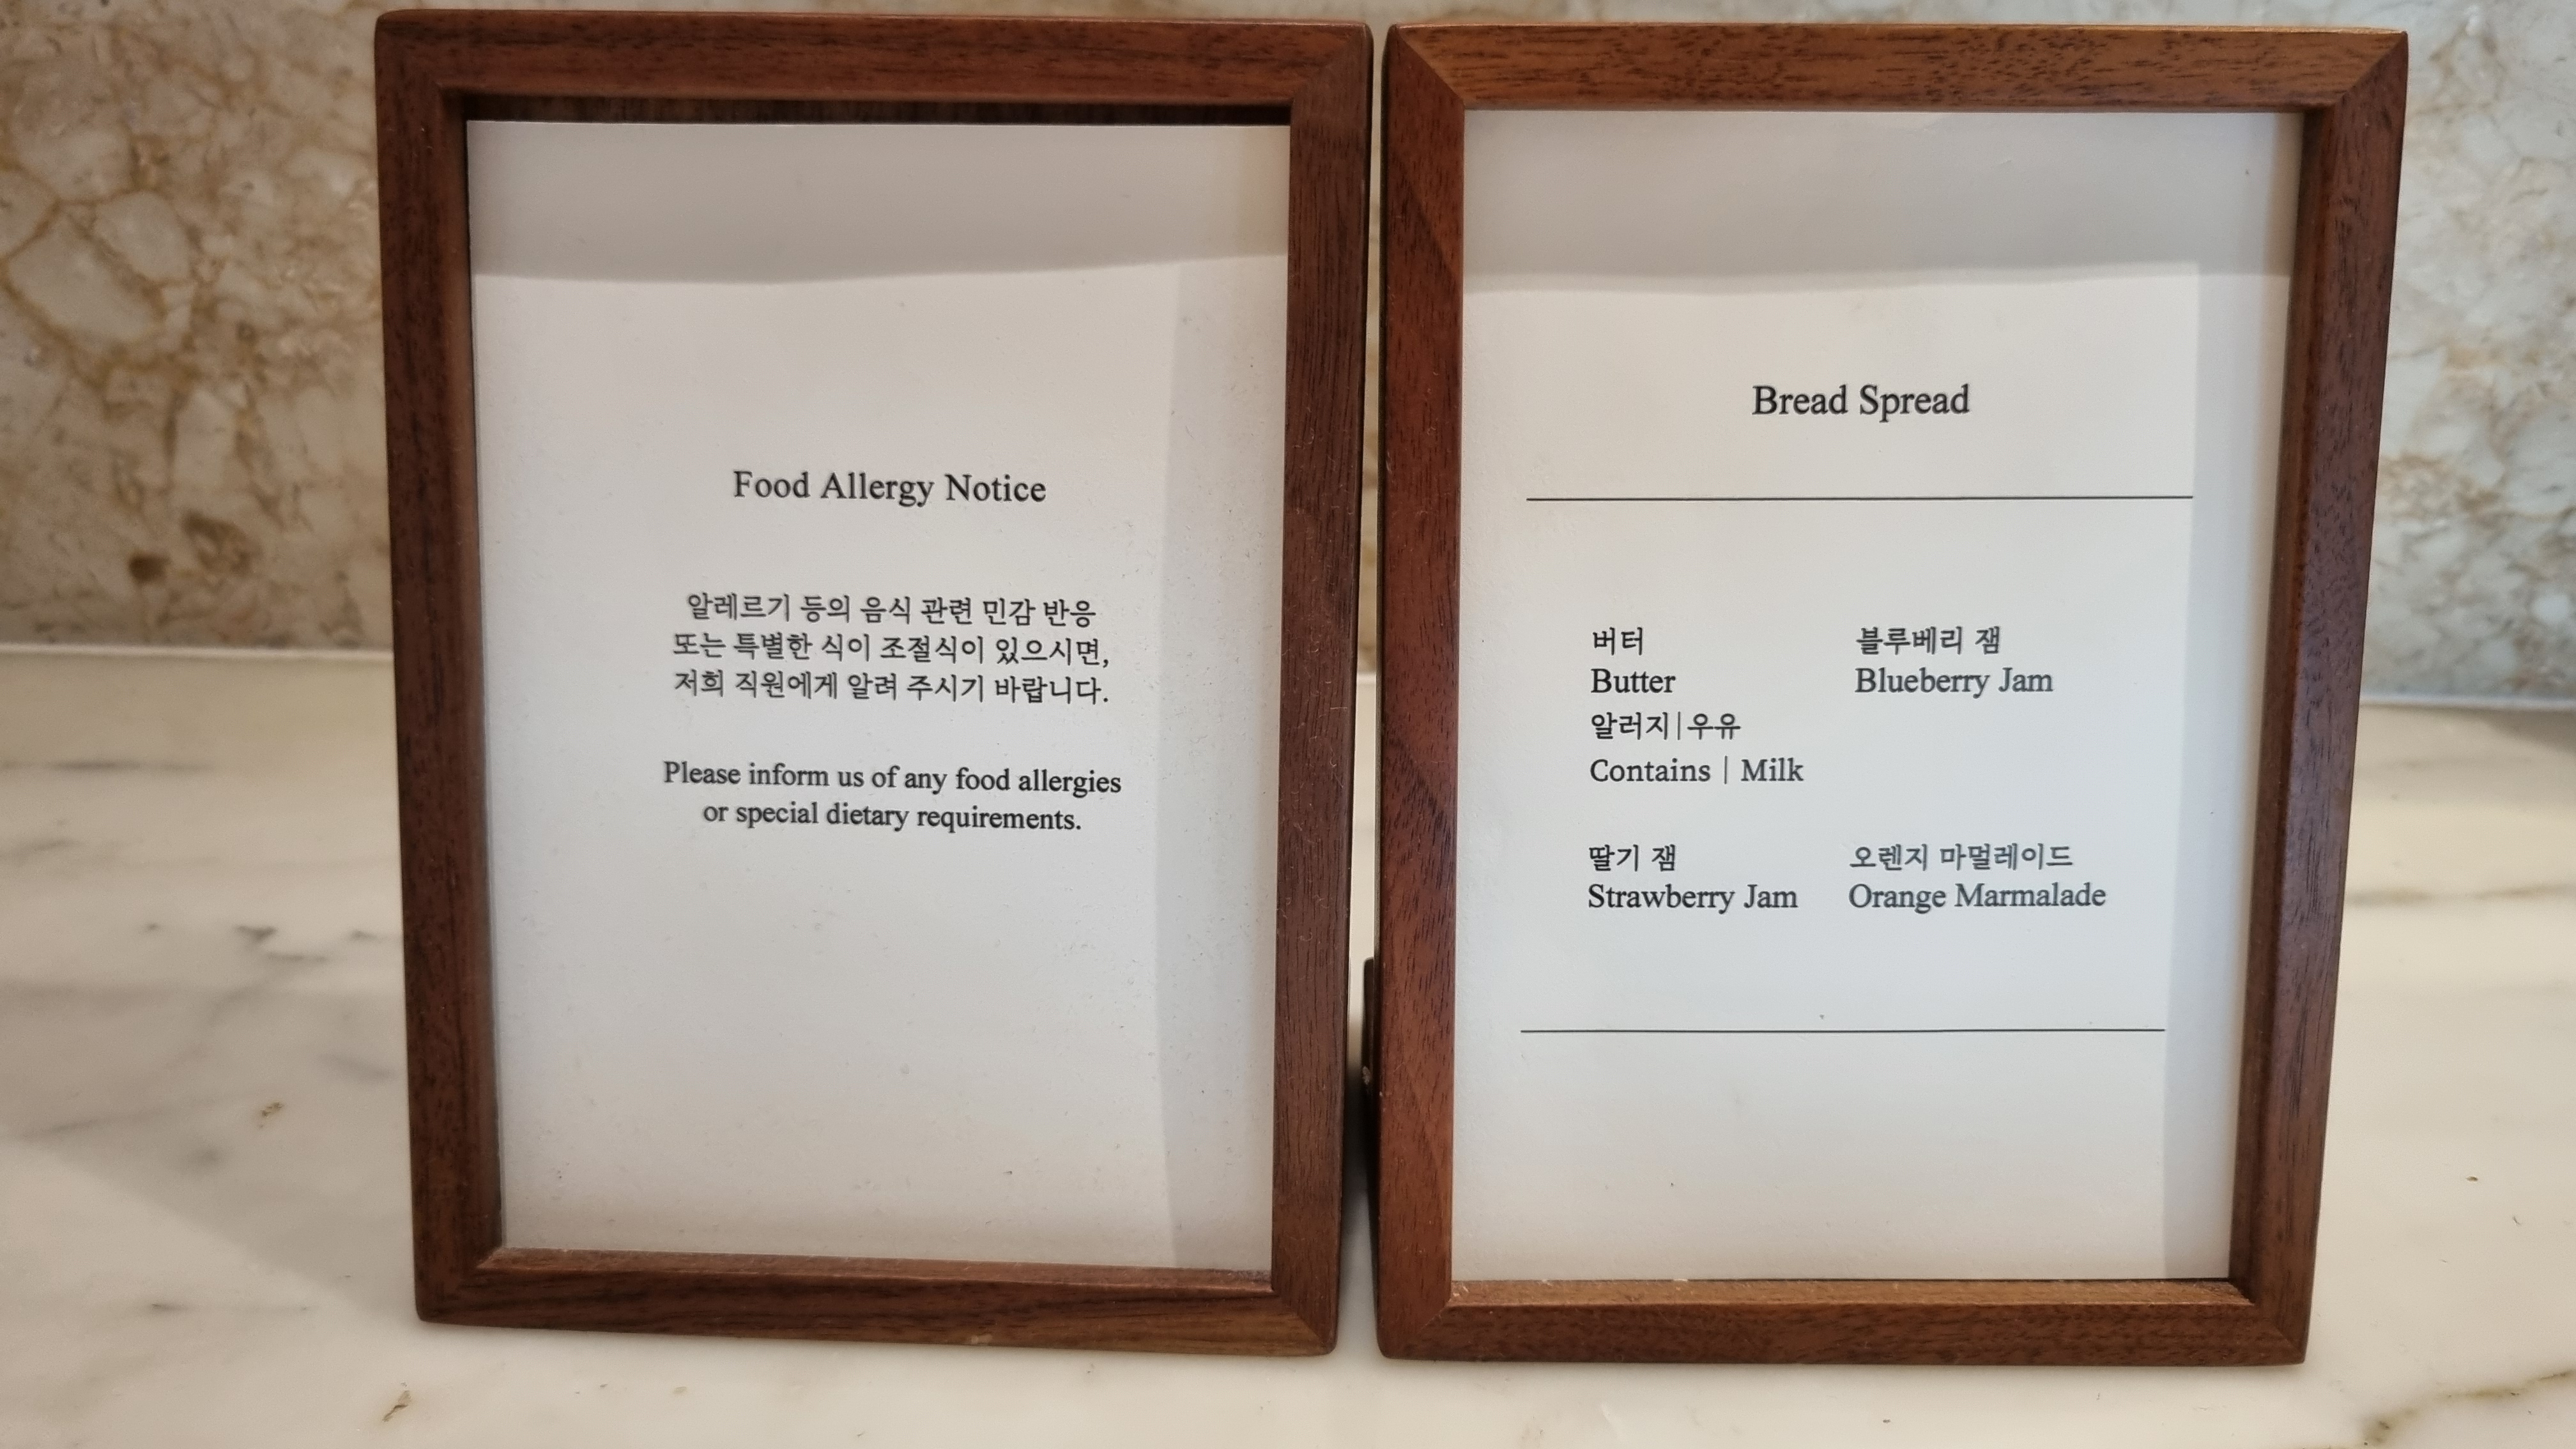 Food Allergy Notice
알레르기 등의 음식 관련 민감 반응
또는 특별한 식이 조절식이 있으시면,
저희 직원에게 알려 주시기 바랍니다.
Please inform us of any food allergies
or special dietary requirements.
Bread Spread
버터
Butter
알러지|우유
Contains | Milk
블루베리 잼
Blueberry Jam
딸기 잼
Strawberry Jam
오렌지 마멀레이드
Orange Marmalade